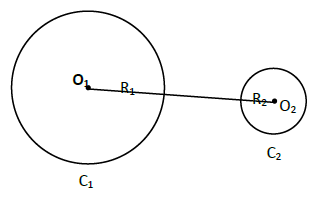 O₁
R₁
R₂
O₂
C₂
C₁